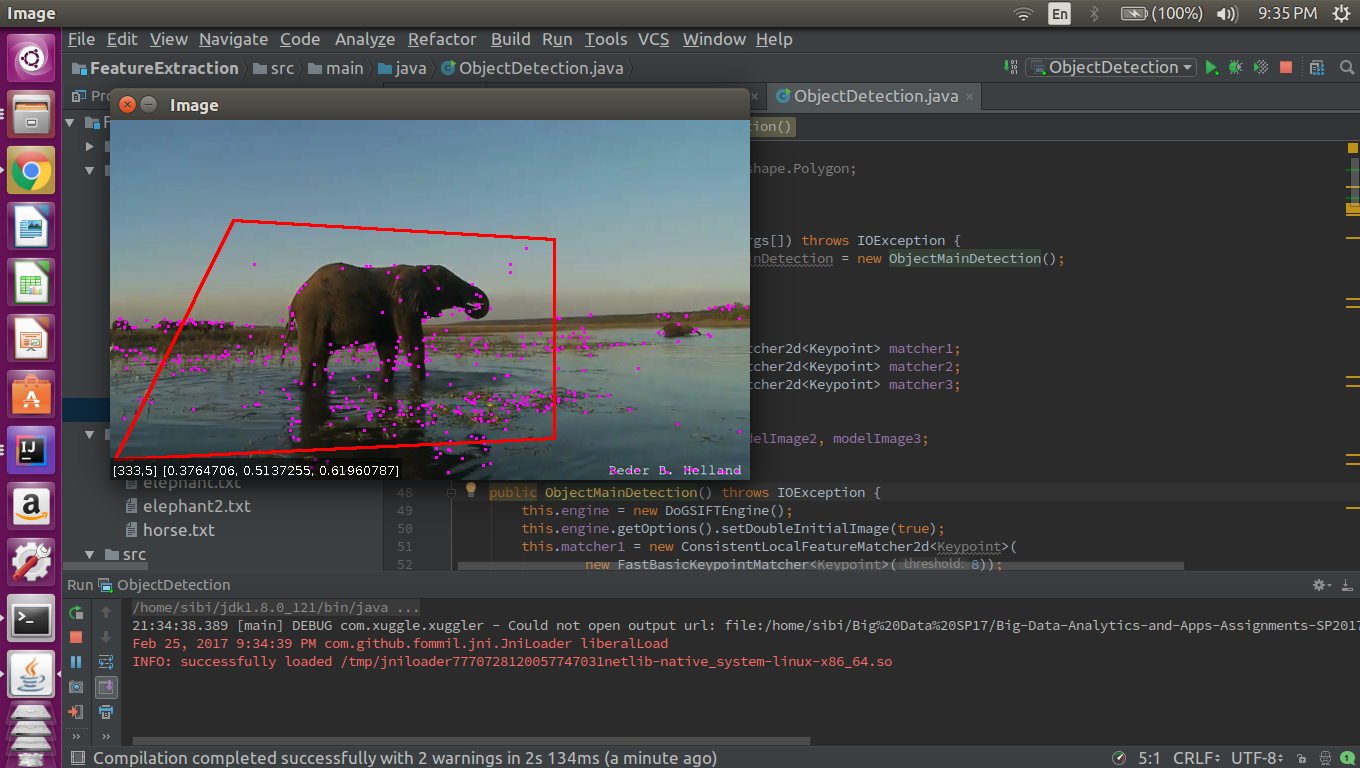 Image
En
(100%)
9:35 PM
File Edit View Navigate Code Analyze Refactor Build Run Tools VCS Window Help
FeatureExtraction
src
main
java
ObjectDetection.java
ObjectDetection
Image
ObjectDetection.java
tion()
shape.Polygon;
rgs[]) throws IOException {
inDetection = new ObjectMainDetection();
tcher2d<Keypoint> matcher1;
tcher2d<Keypoint> matcher2;
tcher2d<Keypoint> matcher3;
delImage2, modelImage3;
[333,5] [0.3764706, 0.5137255, 0.61960787]
Reder B. Helland
elephant.txt
elephant2.txt
horse.txt
src
48 public ObjectMainDetection() throws IOException {
49 this.engine = new DoGSIFTEngine();
50 this.engine.getOptions().setDoubleInitialImage(true);
51 this.matcher1 = new ConsistentLocalFeatureMatcher2d<Keypoint>(
52 new FastBasicKeypointMatcher<Keypoint>( threshold: 8));
Run ObjectDetection
/home/sibi/jdk1.8.0_121/bin/java ...
21:34:38.389 [main] DEBUG com.xuggle.xuggler - Could not open output url: file:/home/sibi/Big%20Data%20SP17/Big-Data-Analytics-and-Apps-Assignments-SP2017
Feb 25, 2017 9:34:39 PM com.github.fommil.jni.JniLoader liberalLoad
INFO: successfully loaded /tmp/jniloader7770728120057747031netlib-native_system-linux-x86_64.so
Compilation completed successfully with 2 warnings in 2s 134ms (a minute ago)
5:1 CRLF UTF-8
1